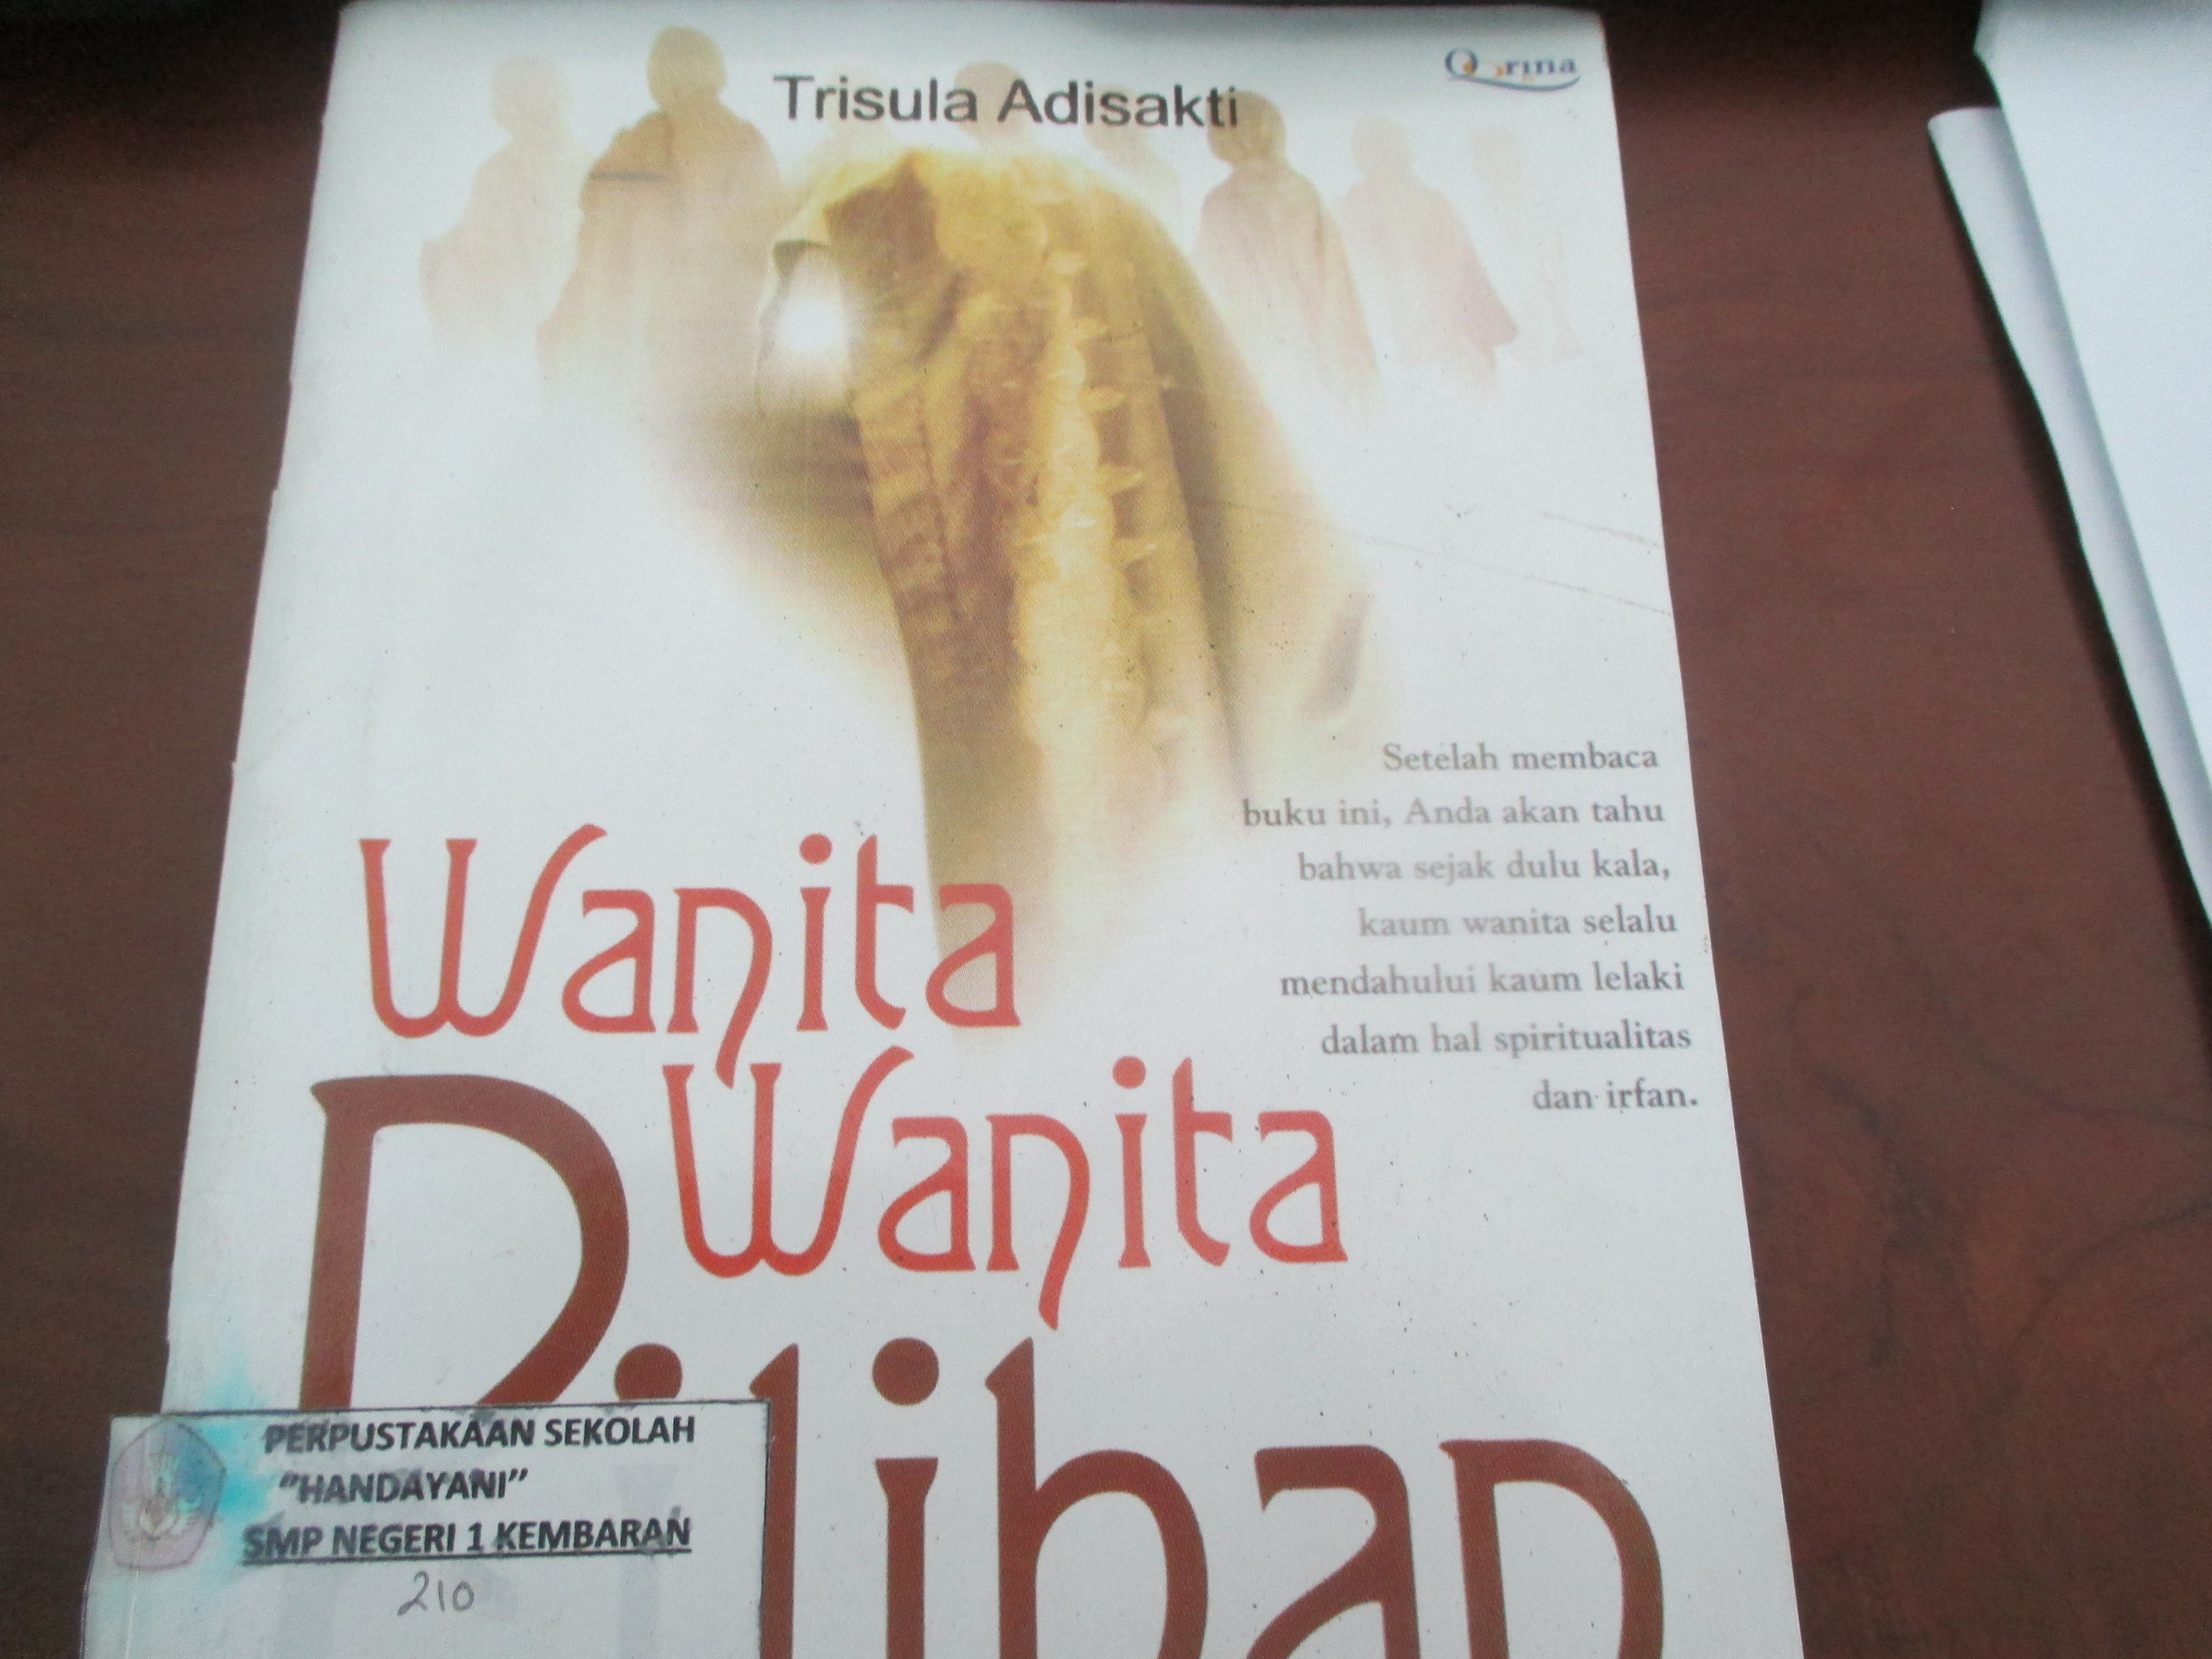 Trisula Adisakti
Qorina
Setelah membaca
buku ini, Anda akan tahu
bahwa sejak dulu kala,
kaum wanita selalu
mendahului kaum lelaki
dalam hal spiritualitas
dan irfan.
Wanita
Wanita
Pilihan
PERPUSTAKAAN SEKOLAH
"HANDAYANI"
SMP NEGERI 1 KEMBARAN
210